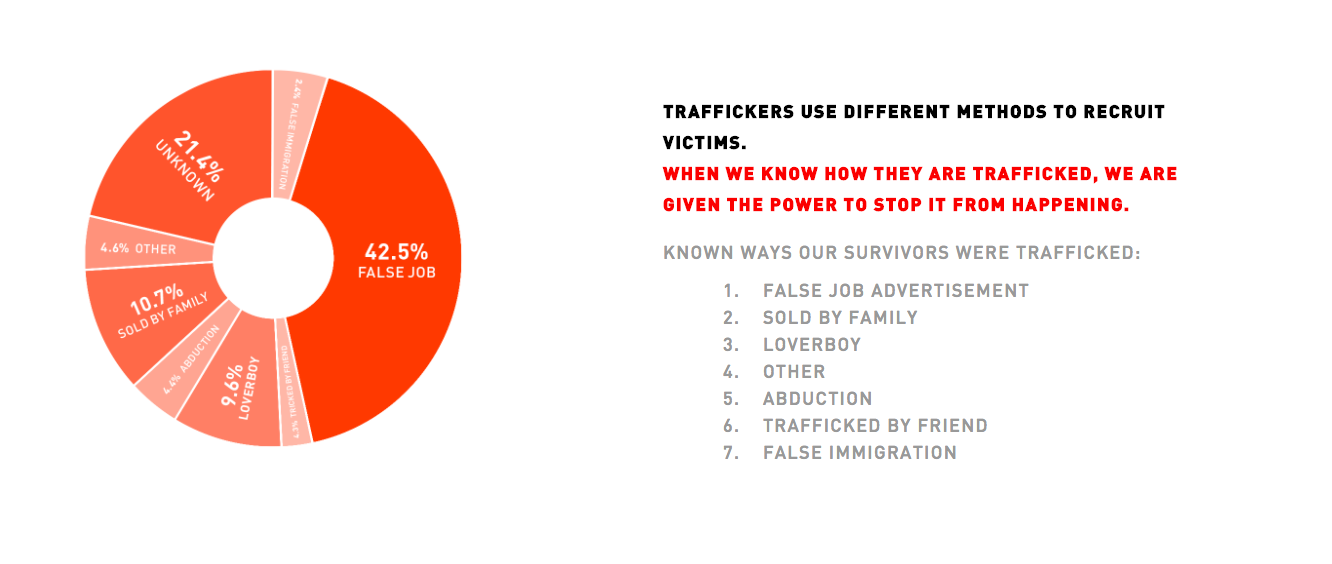 2.4% FALSE IMMIGRATION
42.5%
FALSE JOB
TRICKED BY FRIEND
9.6%
LOVERBOY
4.4% ABDUCTION
10.7%
SOLD BY FAMILY
4.6% OTHER
21.4%
UNKNOWN
TRAFFICKERS USE DIFFERENT METHODS TO RECRUIT
VICTIMS.
WHEN WE KNOW HOW THEY ARE TRAFFICKED, WE ARE
GIVEN THE POWER TO STOP IT FROM HAPPENING.
KNOWN WAYS OUR SURVIVORS WERE TRAFFICKED:
1. FALSE JOB ADVERTISEMENT
2. SOLD BY FAMILY
3. LOVERBOY
4. OTHER
5. ABDUCTION
6. TRAFFICKED BY FRIEND
7. FALSE IMMIGRATION